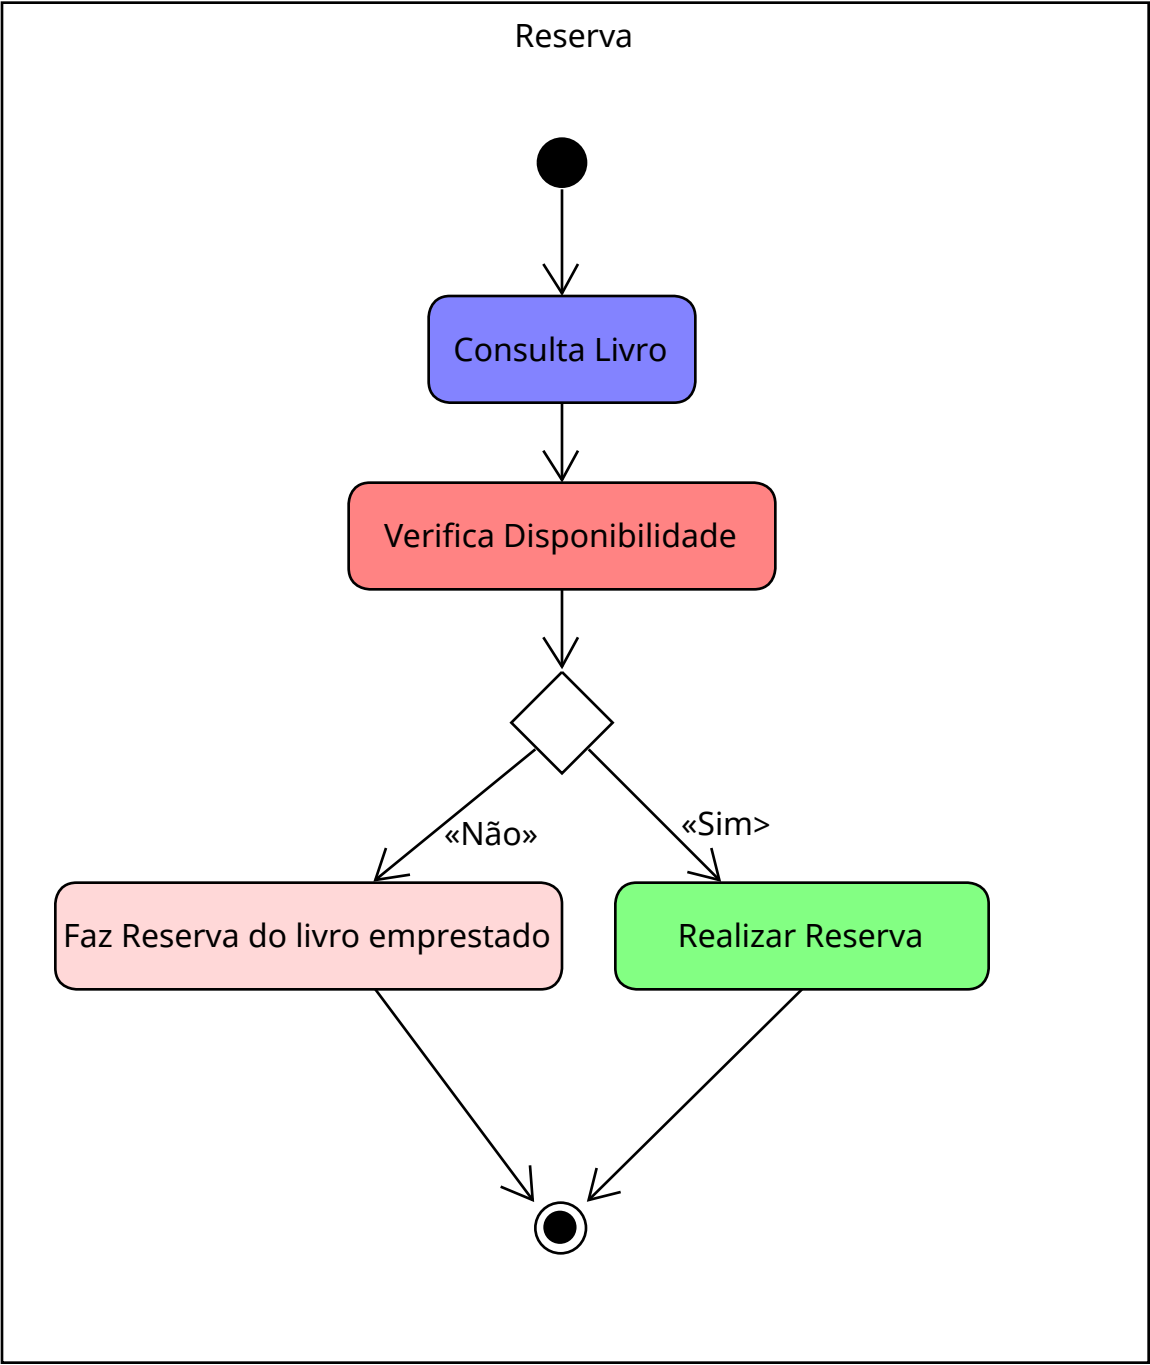 Reserva
Consulta Livro
Verifica Disponibilidade
«Não»
«Sim>
Faz Reserva do livro emprestado
Realizar Reserva